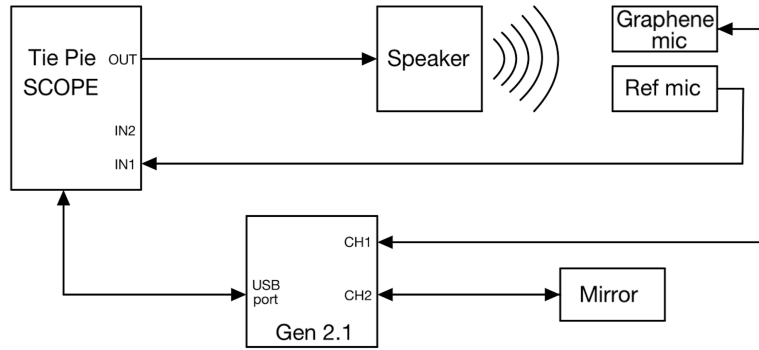 Tie Pie
SCOPE
OUT
IN2
IN1
Speaker
Graphene
mic
Ref mic
USB
port
CH1
CH2
Gen 2.1
Mirror